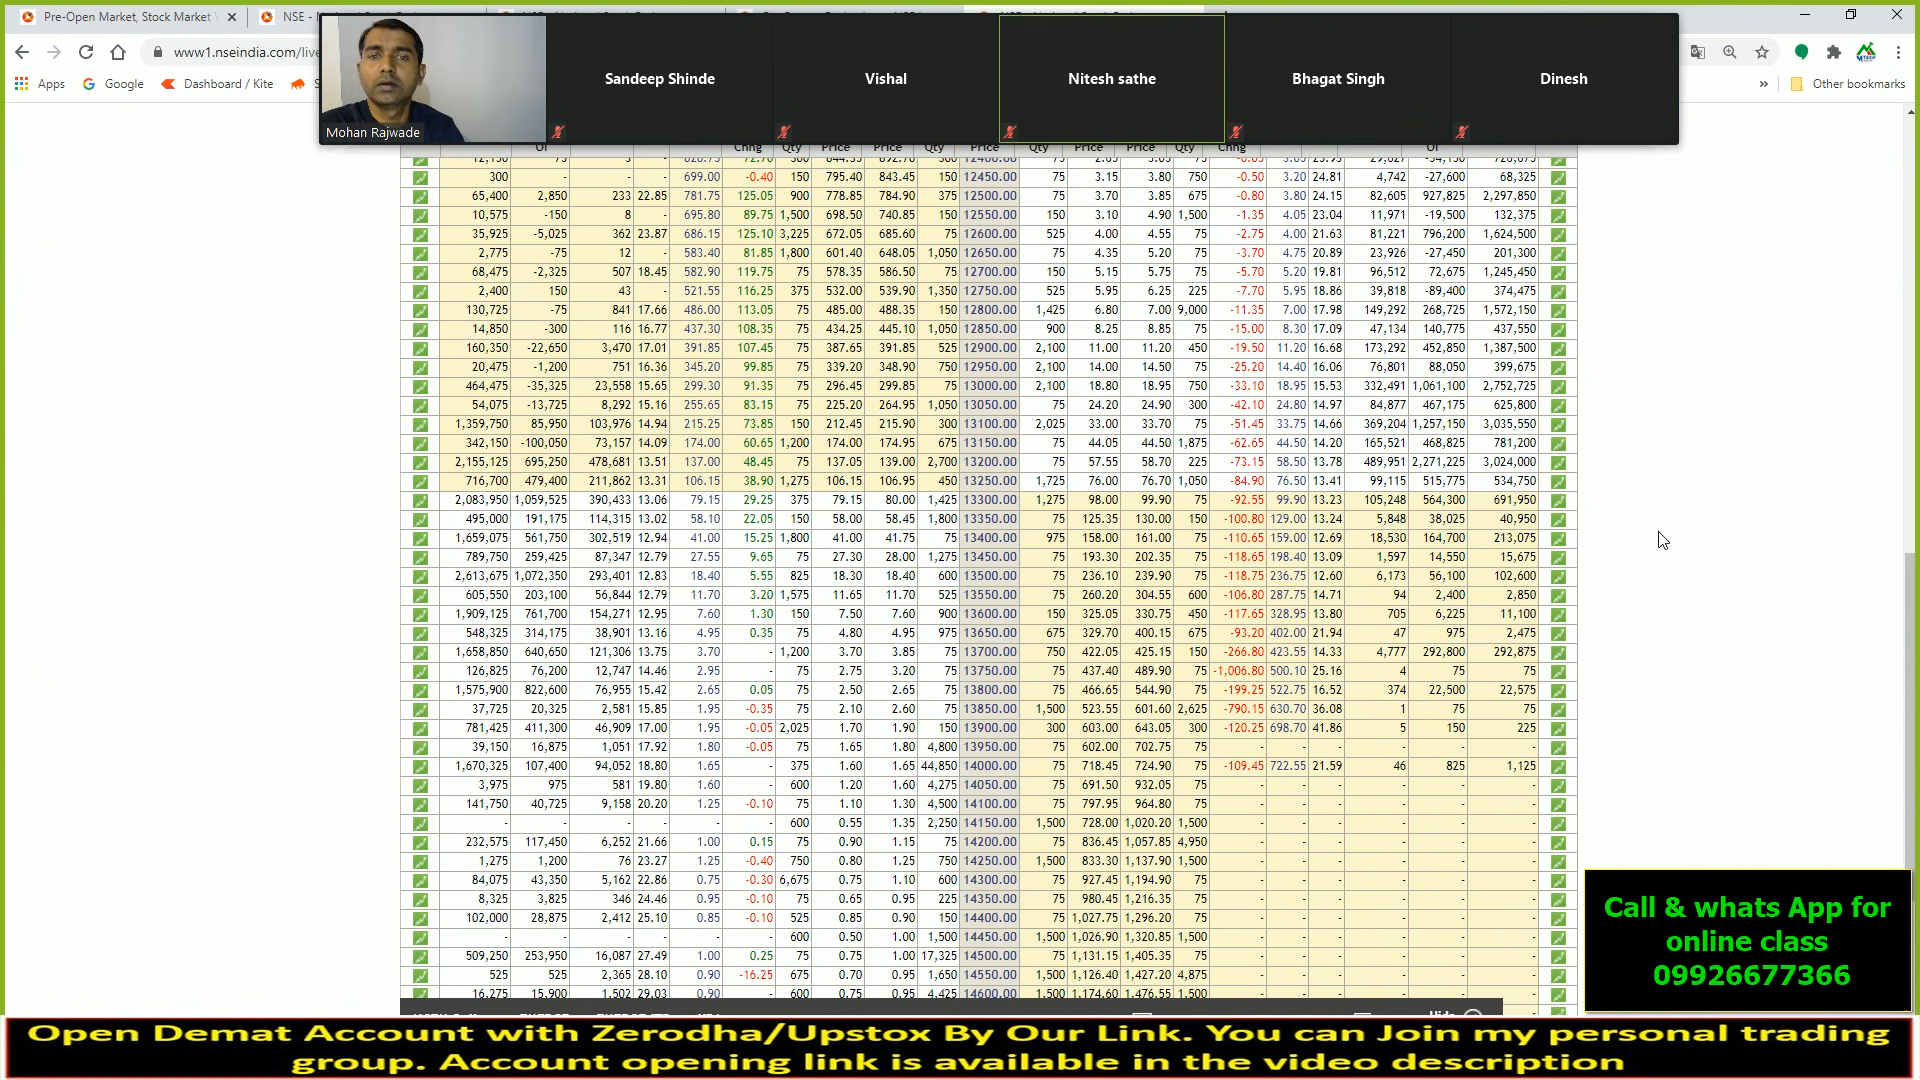 Pre-Open Market, Stock Market
NSE -
www1.nseindia.com/live
Apps Google Dashboard / Kite Other bookmarks
Sandeep Shinde Vishal Nitesh sathe Bhagat Singh Dinesh
Mohan Rajwade
OI Chng Qty Price Price Qty Price Qty Price Price Qty Chng OI
300 - - - 699.00 -0.40 150 795.40 843.45 150 12450.00 75 3.15 3.80 750 -0.50 3.20 24.81 4,742 -27,600 68,325
65,400 2,850 233 22.85 781.75 125.05 900 778.85 784.90 375 12500.00 75 3.70 3.85 675 -0.80 3.80 24.15 82,605 927,825 2,297,850
10,575 -150 8 - 695.80 89.75 1,500 698.50 740.85 150 12550.00 150 3.10 4.90 1,500 -1.35 4.05 23.04 11,971 -19,500 132,375
35,925 -5,025 362 23.87 686.15 125.10 3,225 672.05 685.60 75 12600.00 525 4.00 4.55 75 -2.75 4.00 21.63 81,221 796,200 1,624,500
2,775 -75 12 - 583.40 81.85 1,800 601.40 648.05 1,050 12650.00 75 4.35 5.20 75 -3.70 4.75 20.89 23,926 -27,450 201,300
68,475 -2,325 507 18.45 582.90 119.75 75 578.35 586.50 75 12700.00 150 5.15 5.75 75 -5.70 5.20 19.81 96,512 72,675 1,245,450
2,400 150 43 - 521.55 116.25 375 532.00 539.90 1,350 12750.00 525 5.95 6.25 225 -7.70 5.95 18.86 39,818 -89,400 374,475
130,725 -75 841 17.66 486.00 113.05 75 485.00 488.35 150 12800.00 1,425 6.80 7.00 9,000 -11.35 7.00 17.98 149,292 268,725 1,572,150
14,850 -300 116 16.77 437.30 108.35 75 434.25 445.10 1,050 12850.00 900 8.25 8.85 75 -15.00 8.30 17.09 47,134 140,775 437,550
160,350 -22,650 3,470 17.01 391.85 107.45 75 387.65 391.85 525 12900.00 2,100 11.00 11.20 450 -19.50 11.20 16.68 173,292 452,850 1,387,500
20,475 -1,200 751 16.36 345.20 99.85 75 339.20 348.90 750 12950.00 2,100 14.00 14.50 75 -25.20 14.40 16.06 76,801 88,050 399,675
464,475 -35,325 23,558 15.65 299.30 91.35 75 296.45 299.85 75 13000.00 2,100 18.80 18.95 750 -33.10 18.95 15.53 332,491 1,061,100 2,752,725
54,075 -13,725 8,292 15.16 255.65 83.15 75 225.20 264.95 1,050 13050.00 75 24.20 24.90 300 -42.10 24.80 14.97 84,877 467,175 625,800
1,359,750 85,950 103,976 14.94 215.25 73.85 150 212.45 215.90 300 13100.00 2,025 33.00 33.70 75 -51.45 33.75 14.66 369,204 1,257,150 3,035,550
342,150 -100,050 73,157 14.09 174.00 60.65 1,200 174.00 174.95 675 13150.00 75 44.05 44.50 1,875 -62.65 44.50 14.20 165,521 468,825 781,200
2,155,125 695,250 478,681 13.51 137.00 48.45 75 137.05 139.00 2,700 13200.00 75 57.55 58.70 225 -73.15 58.50 13.78 489,951 2,271,225 3,024,000
716,700 479,400 211,862 13.31 106.15 38.90 1,275 106.15 106.95 450 13250.00 1,725 76.00 76.70 1,050 -84.90 76.50 13.41 99,115 515,775 534,750
2,083,950 1,059,525 390,433 13.06 79.15 29.25 375 79.15 80.00 1,425 13300.00 1,275 98.00 99.90 75 -92.55 99.90 13.23 105,248 564,300 691,950
495,000 191,175 114,315 13.02 58.10 22.05 150 58.00 58.45 1,800 13350.00 75 125.35 130.00 150 -100.80 129.00 13.24 5,848 38,025 40,950
1,659,075 561,750 302,519 12.94 41.00 15.25 1,800 41.00 41.75 75 13400.00 975 158.00 161.00 75 -110.65 159.00 12.69 18,530 164,700 213,075
789,750 259,425 87,347 12.79 27.55 9.65 75 27.30 28.00 1,275 13450.00 75 193.30 202.35 75 -118.65 198.40 13.09 1,597 14,550 15,675
2,613,675 1,072,350 293,401 12.83 18.40 5.55 825 18.30 18.40 600 13500.00 75 236.10 239.90 75 -118.75 236.75 12.60 6,173 56,100 102,600
605,550 203,100 56,844 12.79 11.70 3.20 1,575 11.65 11.70 525 13550.00 75 260.20 304.55 600 -106.80 287.75 14.71 94 2,400 2,850
1,909,125 761,700 154,271 12.95 7.60 1.30 150 7.50 7.60 900 13600.00 150 325.05 330.75 450 -117.65 328.95 13.80 705 6,225 11,100
548,325 314,175 38,901 13.16 4.95 0.35 75 4.80 4.95 975 13650.00 675 329.70 400.15 675 -93.20 402.00 21.94 47 975 2,475
1,658,850 640,650 121,306 13.75 3.70 - 1,200 3.70 3.85 75 13700.00 750 422.05 425.15 150 -266.80 423.55 14.33 4,777 292,800 292,875
126,825 76,200 12,747 14.46 2.95 - 75 2.75 3.20 75 13750.00 75 437.40 489.90 75 -1,006.80 500.10 25.16 4 75 75
1,575,900 822,600 76,955 15.42 2.65 0.05 75 2.50 2.65 75 13800.00 75 466.65 544.90 75 -199.25 522.75 16.52 374 22,500 22,575
37,725 20,325 2,581 15.85 1.95 -0.35 75 2.10 2.60 75 13850.00 1,500 523.55 601.60 2,625 -790.15 630.70 36.08 1 75 75
781,425 411,300 46,909 17.00 1.95 -0.05 2,025 1.70 1.90 150 13900.00 300 603.00 643.05 300 -120.25 698.70 41.86 5 150 225
39,150 16,875 1,051 17.92 1.80 -0.05 75 1.65 1.80 4,800 13950.00 75 602.00 702.75 75 - - - - - -
1,670,325 107,400 94,052 18.80 1.65 - 375 1.60 1.65 44,850 14000.00 75 718.45 724.90 75 -109.45 722.55 21.59 46 825 1,125
3,975 975 581 19.80 1.60 - 600 1.20 1.60 4,275 14050.00 75 691.50 932.05 75 - - - - - -
141,750 40,725 9,158 20.20 1.25 -0.10 75 1.10 1.30 4,500 14100.00 75 797.95 964.80 75 - - - - - -
- - - - - - 600 0.55 1.35 2,250 14150.00 1,500 728.00 1,020.20 1,500 - - - - - -
232,575 117,450 6,252 21.66 1.00 0.15 75 0.90 1.15 75 14200.00 75 836.45 1,057.85 4,950 - - - - - -
1,275 1,200 76 23.27 1.25 -0.40 750 0.80 1.25 750 14250.00 1,500 833.30 1,137.90 1,500 - - - - - -
84,075 43,350 5,162 22.86 0.75 -0.30 6,675 0.75 1.10 600 14300.00 75 927.45 1,194.90 75 - - - - - -
8,325 3,825 346 24.46 0.95 -0.10 75 0.65 0.95 225 14350.00 75 980.45 1,216.35 75 - - - - - -
102,000 28,875 2,412 25.10 0.85 -0.10 525 0.85 0.90 150 14400.00 75 1,027.75 1,296.20 75 - - - - - -
- - - - - - 600 0.50 1.00 1,500 14450.00 1,500 1,026.90 1,320.85 1,500 - - - - - -
509,250 253,950 16,087 27.49 1.00 0.25 75 0.75 1.00 17,325 14500.00 75 1,131.15 1,405.35 75 - - - - - -
525 525 2,365 28.10 0.90 -16.25 675 0.70 0.95 1,650 14550.00 1,500 1,126.40 1,427.20 4,875 - - - - - -
16,275 15,900 1,502 29.03 0.90 - 600 0.75 0.95 4,425 14600.00 1,500 1,174.60 1,476.55 1,500 - - - - - -
Call & whats App for
online class
09926677366
Open Demat Account with Zerodha/Upstox By Our Link. You can Join my personal trading
group. Account opening link is available in the video description